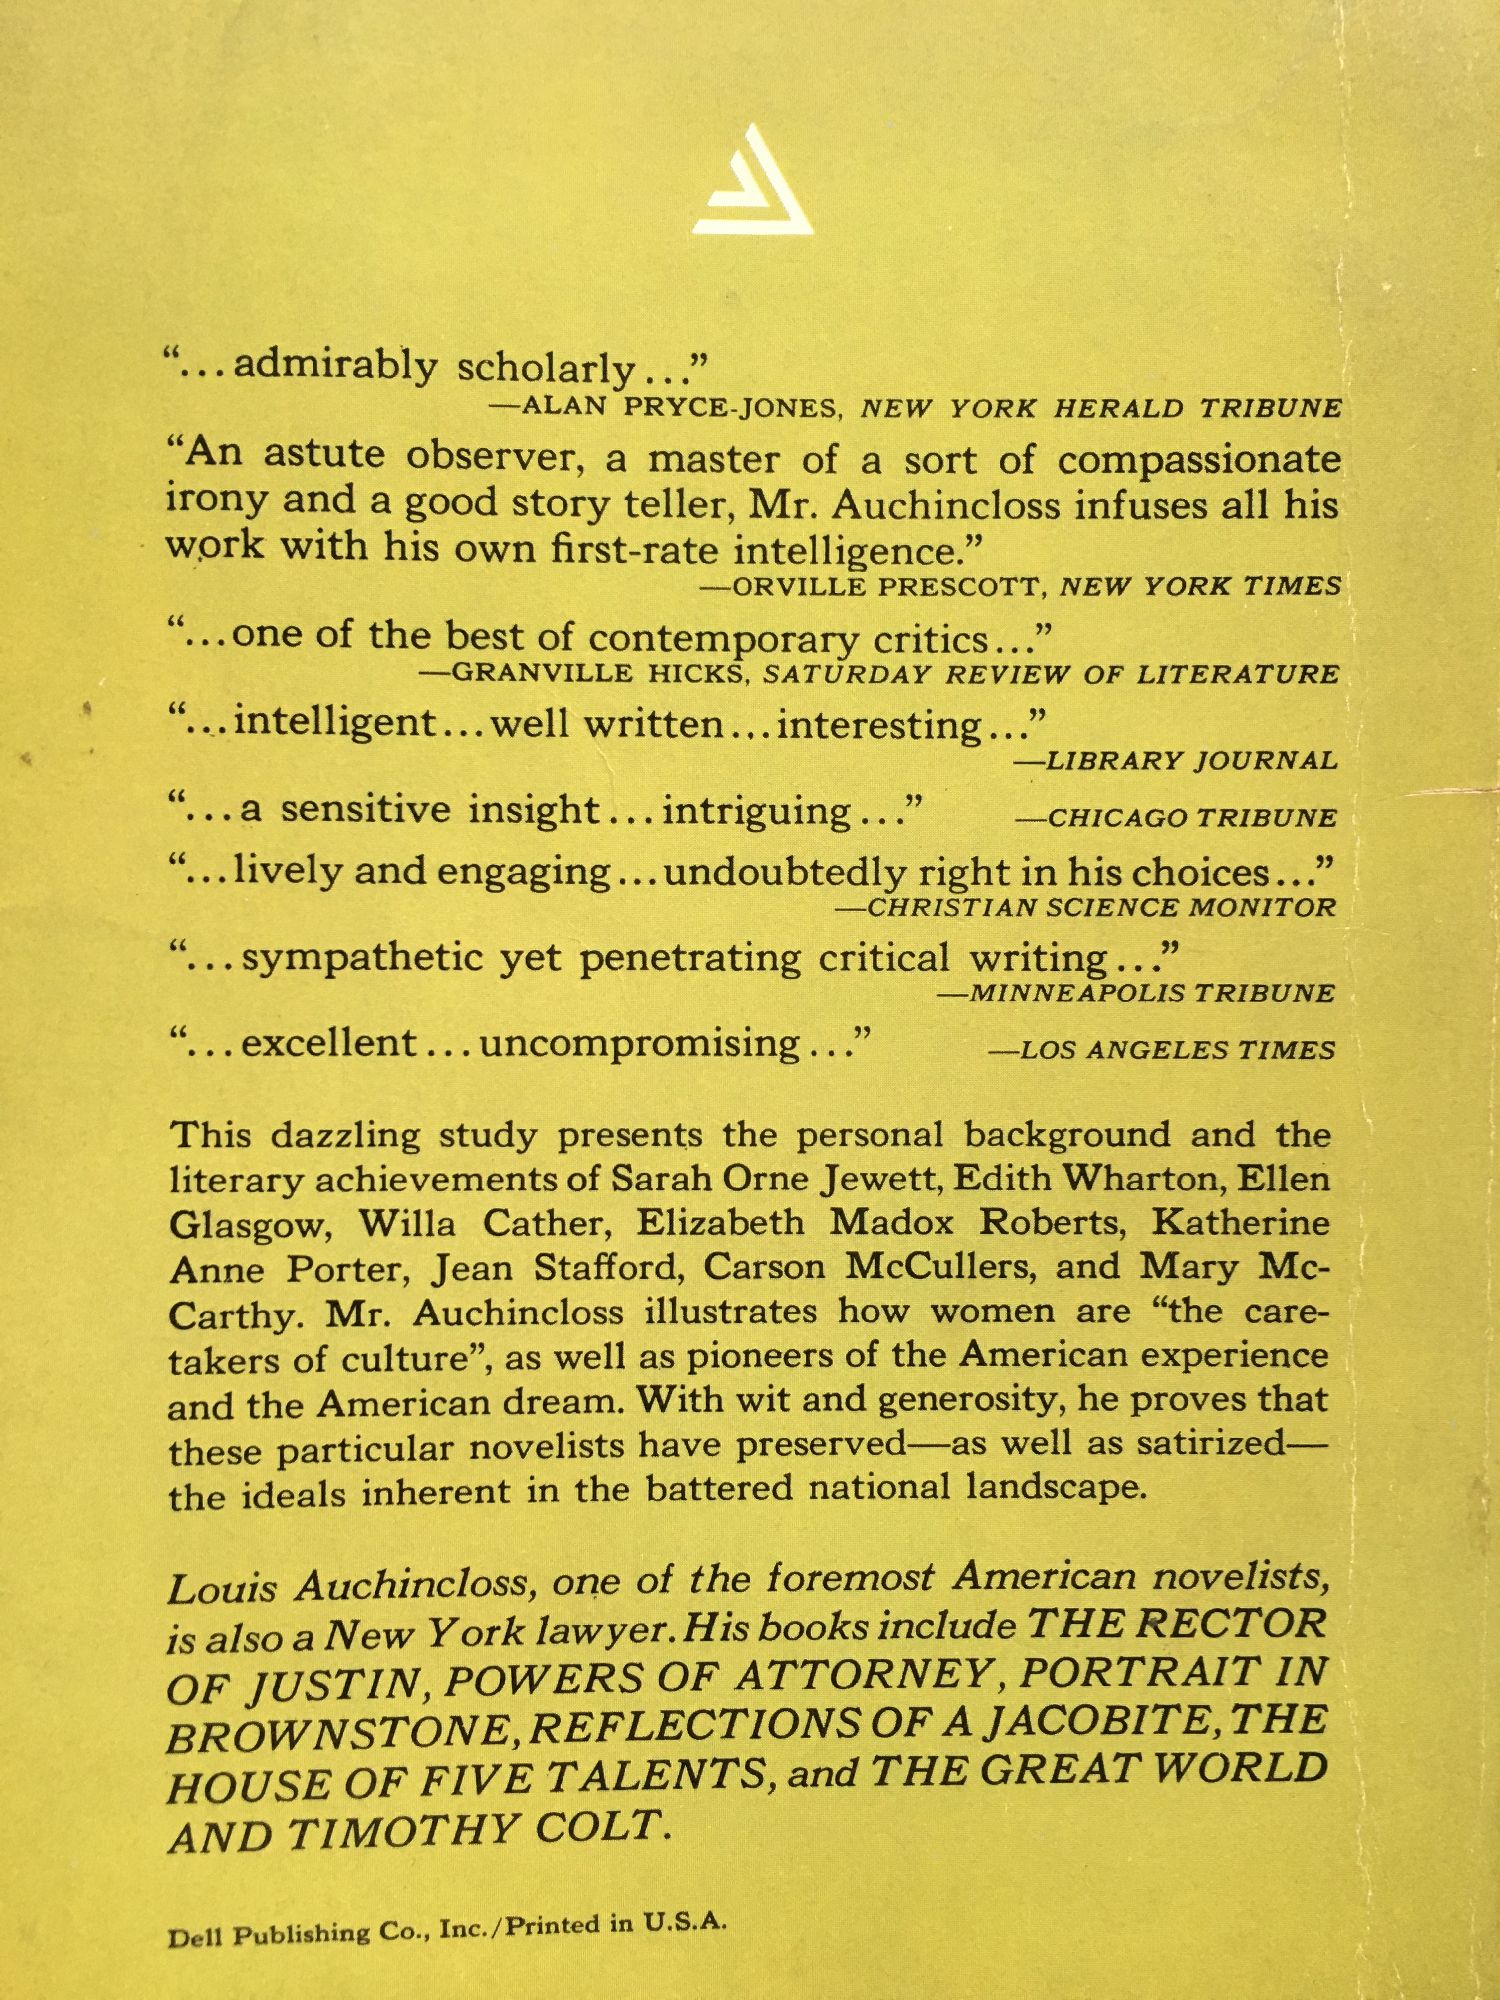 “...admirably scholarly...”
—ALAN PRYCE-JONES, NEW YORK HERALD TRIBUNE
“An astute observer, a master of a sort of compassionate
irony and a good story teller, Mr. Auchincloss infuses all his
work with his own first-rate intelligence.”
—ORVILLE PRESCOTT, NEW YORK TIMES
“...one of the best of contemporary critics...”
—GRANVILLE HICKS, SATURDAY REVIEW OF LITERATURE
“...intelligent...well written...interesting...”
—LIBRARY JOURNAL
“...a sensitive insight...intriguing...” —CHICAGO TRIBUNE
“...lively and engaging...undoubtedly right in his choices...”
—CHRISTIAN SCIENCE MONITOR
“...sympathetic yet penetrating critical writing...”
—MINNEAPOLIS TRIBUNE
“...excellent...uncompromising...” —LOS ANGELES TIMES
This dazzling study presents the personal background and the
literary achievements of Sarah Orne Jewett, Edith Wharton, Ellen
Glasgow, Willa Cather, Elizabeth Madox Roberts, Katherine
Anne Porter, Jean Stafford, Carson McCullers, and Mary Mc-
Carthy. Mr. Auchincloss illustrates how women are “the care-
takers of culture”, as well as pioneers of the American experience
and the American dream. With wit and generosity, he proves that
these particular novelists have preserved—as well as satirized—
the ideals inherent in the battered national landscape.
Louis Auchincloss, one of the foremost American novelists,
is also a New York lawyer. His books include THE RECTOR
OF JUSTIN, POWERS OF ATTORNEY, PORTRAIT IN
BROWNSTONE, REFLECTIONS OF A JACOBITE, THE
HOUSE OF FIVE TALENTS, and THE GREAT WORLD
AND TIMOTHY COLT.
Dell Publishing Co., Inc./Printed in U.S.A.